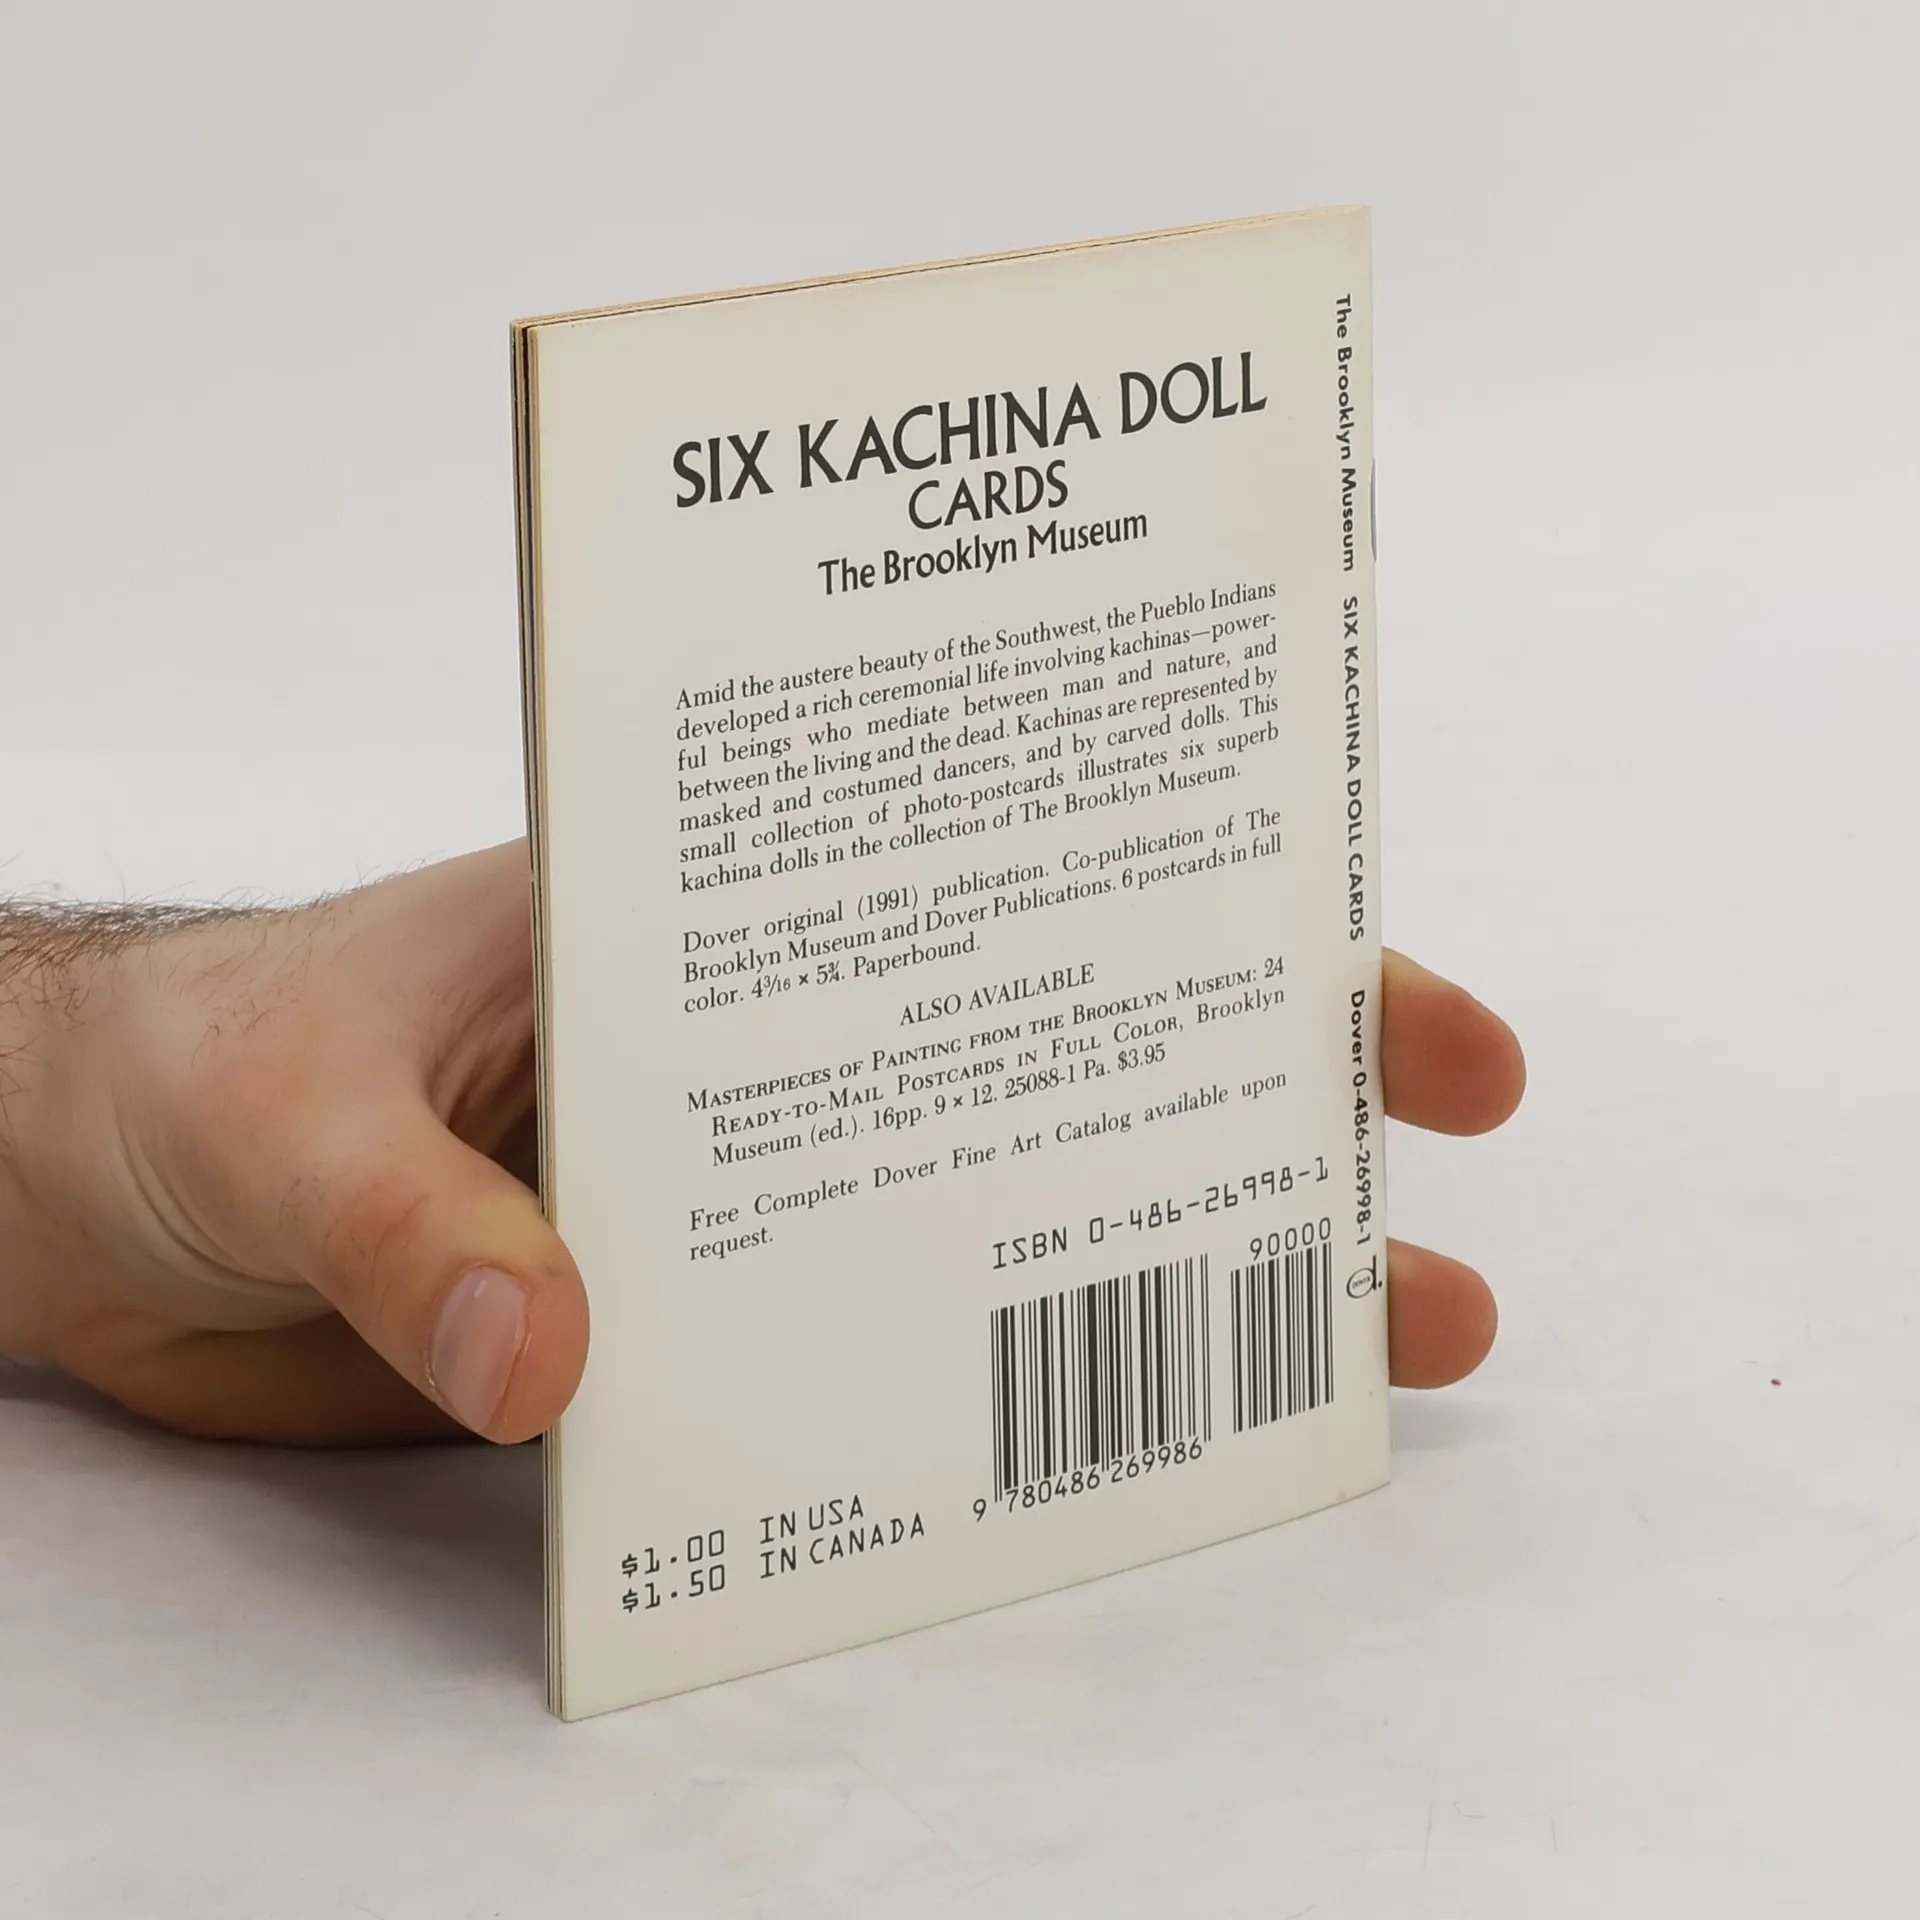 SIX KACHINA DOLL
CARDS
The Brooklyn Museum
Amid the austere beauty of the Southwest, the Pueblo Indians
developed a rich ceremonial life involving kachinas—power-
ful beings who mediate between man and nature, and
between the living and the dead. Kachinas are represented by
masked and costumed dancers, and by carved dolls. This
small collection of photo-postcards illustrates six superb
kachina dolls in the collection of The Brooklyn Museum.
Dover original (1991) publication. Co-publication of The
Brooklyn Museum and Dover Publications. 6 postcards in full
color. 4 3/16 × 5 3/4. Paperbound.
ALSO AVAILABLE
MASTERPIECES OF PAINTING FROM THE BROOKLYN MUSEUM: 24
READY-TO-MAIL POSTCARDS IN FULL COLOR, Brooklyn
Museum (ed.). 16pp. 9 × 12. 25088-1 Pa. $3.95
Free Complete Dover Fine Art Catalog available upon
request.
ISBN 0-486-26998-1
90000
9 780486 269986
$1.00 IN USA
$1.50 IN CANADA
The Brooklyn Museum SIX KACHINA DOLL CARDS Dover 0-486-26998-1
DOVER